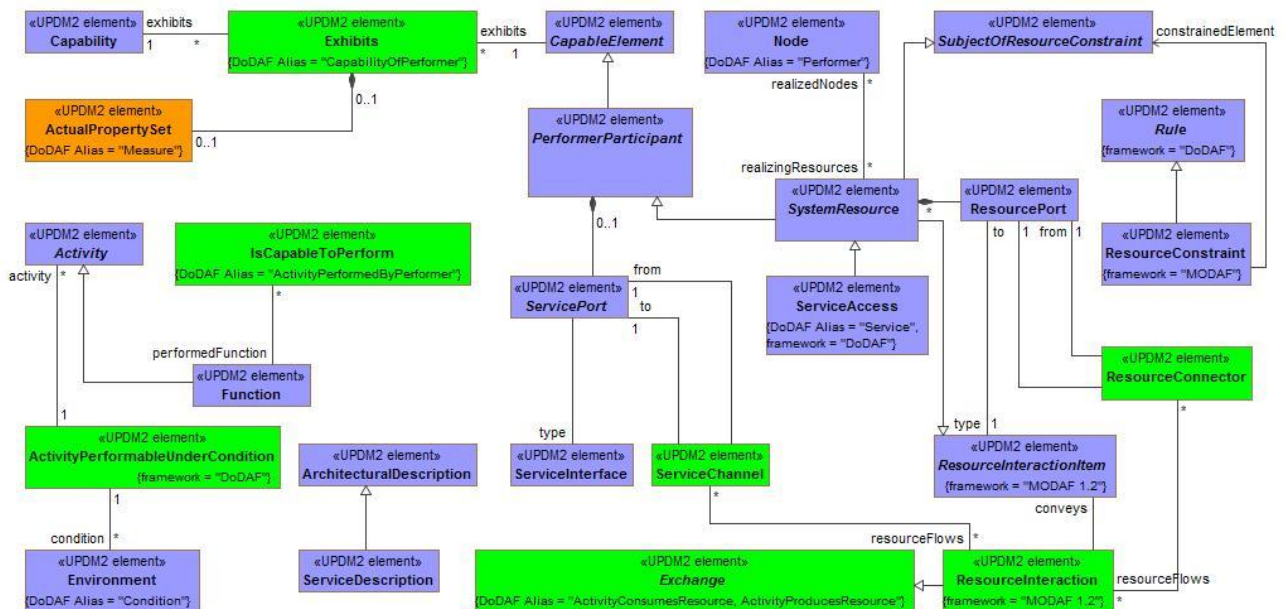 «UPDM2 element»
Capability
exhibits
1
*
«UPDM2 element»
Exhibits
{DoDAF Alias = "CapabilityOfPerformer"}
exhibits
*
1
«UPDM2 element»
CapableElement
«UPDM2 element»
Node
{DoDAF Alias = "Performer"}
realizedNodes
*
«UPDM2 element»
SubjectOfResourceConstraint
constrainedElement
0..1
0..1
«UPDM2 element»
ActualPropertySet
{DoDAF Alias = "Measure"}
«UPDM2 element»
PerformerParticipant
«UPDM2 element»
Rule
{framework = "DoDAF"}
realizingResources
*
«UPDM2 element»
SystemResource
*
«UPDM2 element»
ResourcePort
0..1
to
1
from
1
«UPDM2 element»
ResourceConstraint
{framework = "MODAF"}
«UPDM2 element»
Activity
activity
*
«UPDM2 element»
IsCapableToPerform
{DoDAF Alias = "ActivityPerformedByPerformer"}
*
performedFunction
«UPDM2 element»
Function
«UPDM2 element»
ServicePort
from
1
to
1
«UPDM2 element»
ServiceAccess
{DoDAF Alias = "Service",
framework = "DoDAF"}
«UPDM2 element»
ResourceConnector
*
1
«UPDM2 element»
ActivityPerformableUnderCondition
{framework = "DoDAF"}
1
«UPDM2 element»
ArchitecturalDescription
type
«UPDM2 element»
ServiceInterface
«UPDM2 element»
ServiceChannel
*
type
1
«UPDM2 element»
ResourceInteractionItem
{framework = "MODAF 1.2"}
conveys
condition
*
«UPDM2 element»
Environment
{DoDAF Alias = "Condition"}
«UPDM2 element»
ServiceDescription
resourceFlows
*
«UPDM2 element»
Exchange
{DoDAF Alias = "ActivityConsumesResource, ActivityProducesResource"}
«UPDM2 element»
ResourceInteraction
{framework = "MODAF 1.2"}
resourceFlows
*